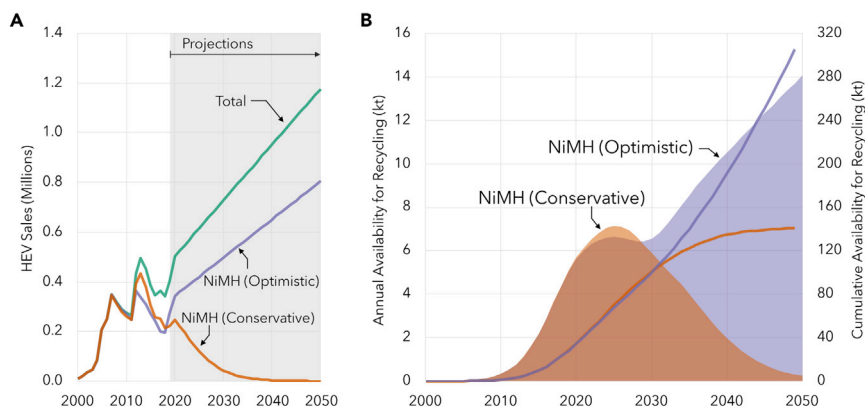 A
HEV Sales (Millions)
1.4
1.2
1.0
0.8
0.6
0.4
0.2
0.0
Projections
Total
NiMH (Optimistic)
NiMH (Conservative)
2000 2010 2020 2030 2040 2050
B
Annual Availability for Recycling (kt)
16
14
12
10
8
6
4
2
0
NiMH (Optimistic)
NiMH (Conservative)
320
280
240
200
160
120
80
40
0
Cumulative Availability for Recycling (kt)
2000 2010 2020 2030 2040 2050